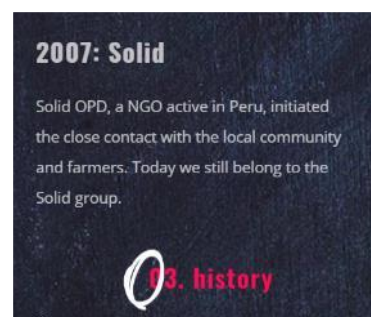 2007: Solid
Solid OPD, a NGO active in Peru, initiated
the close contact with the local community
and farmers. Today we still belong to the
Solid group.
03. history